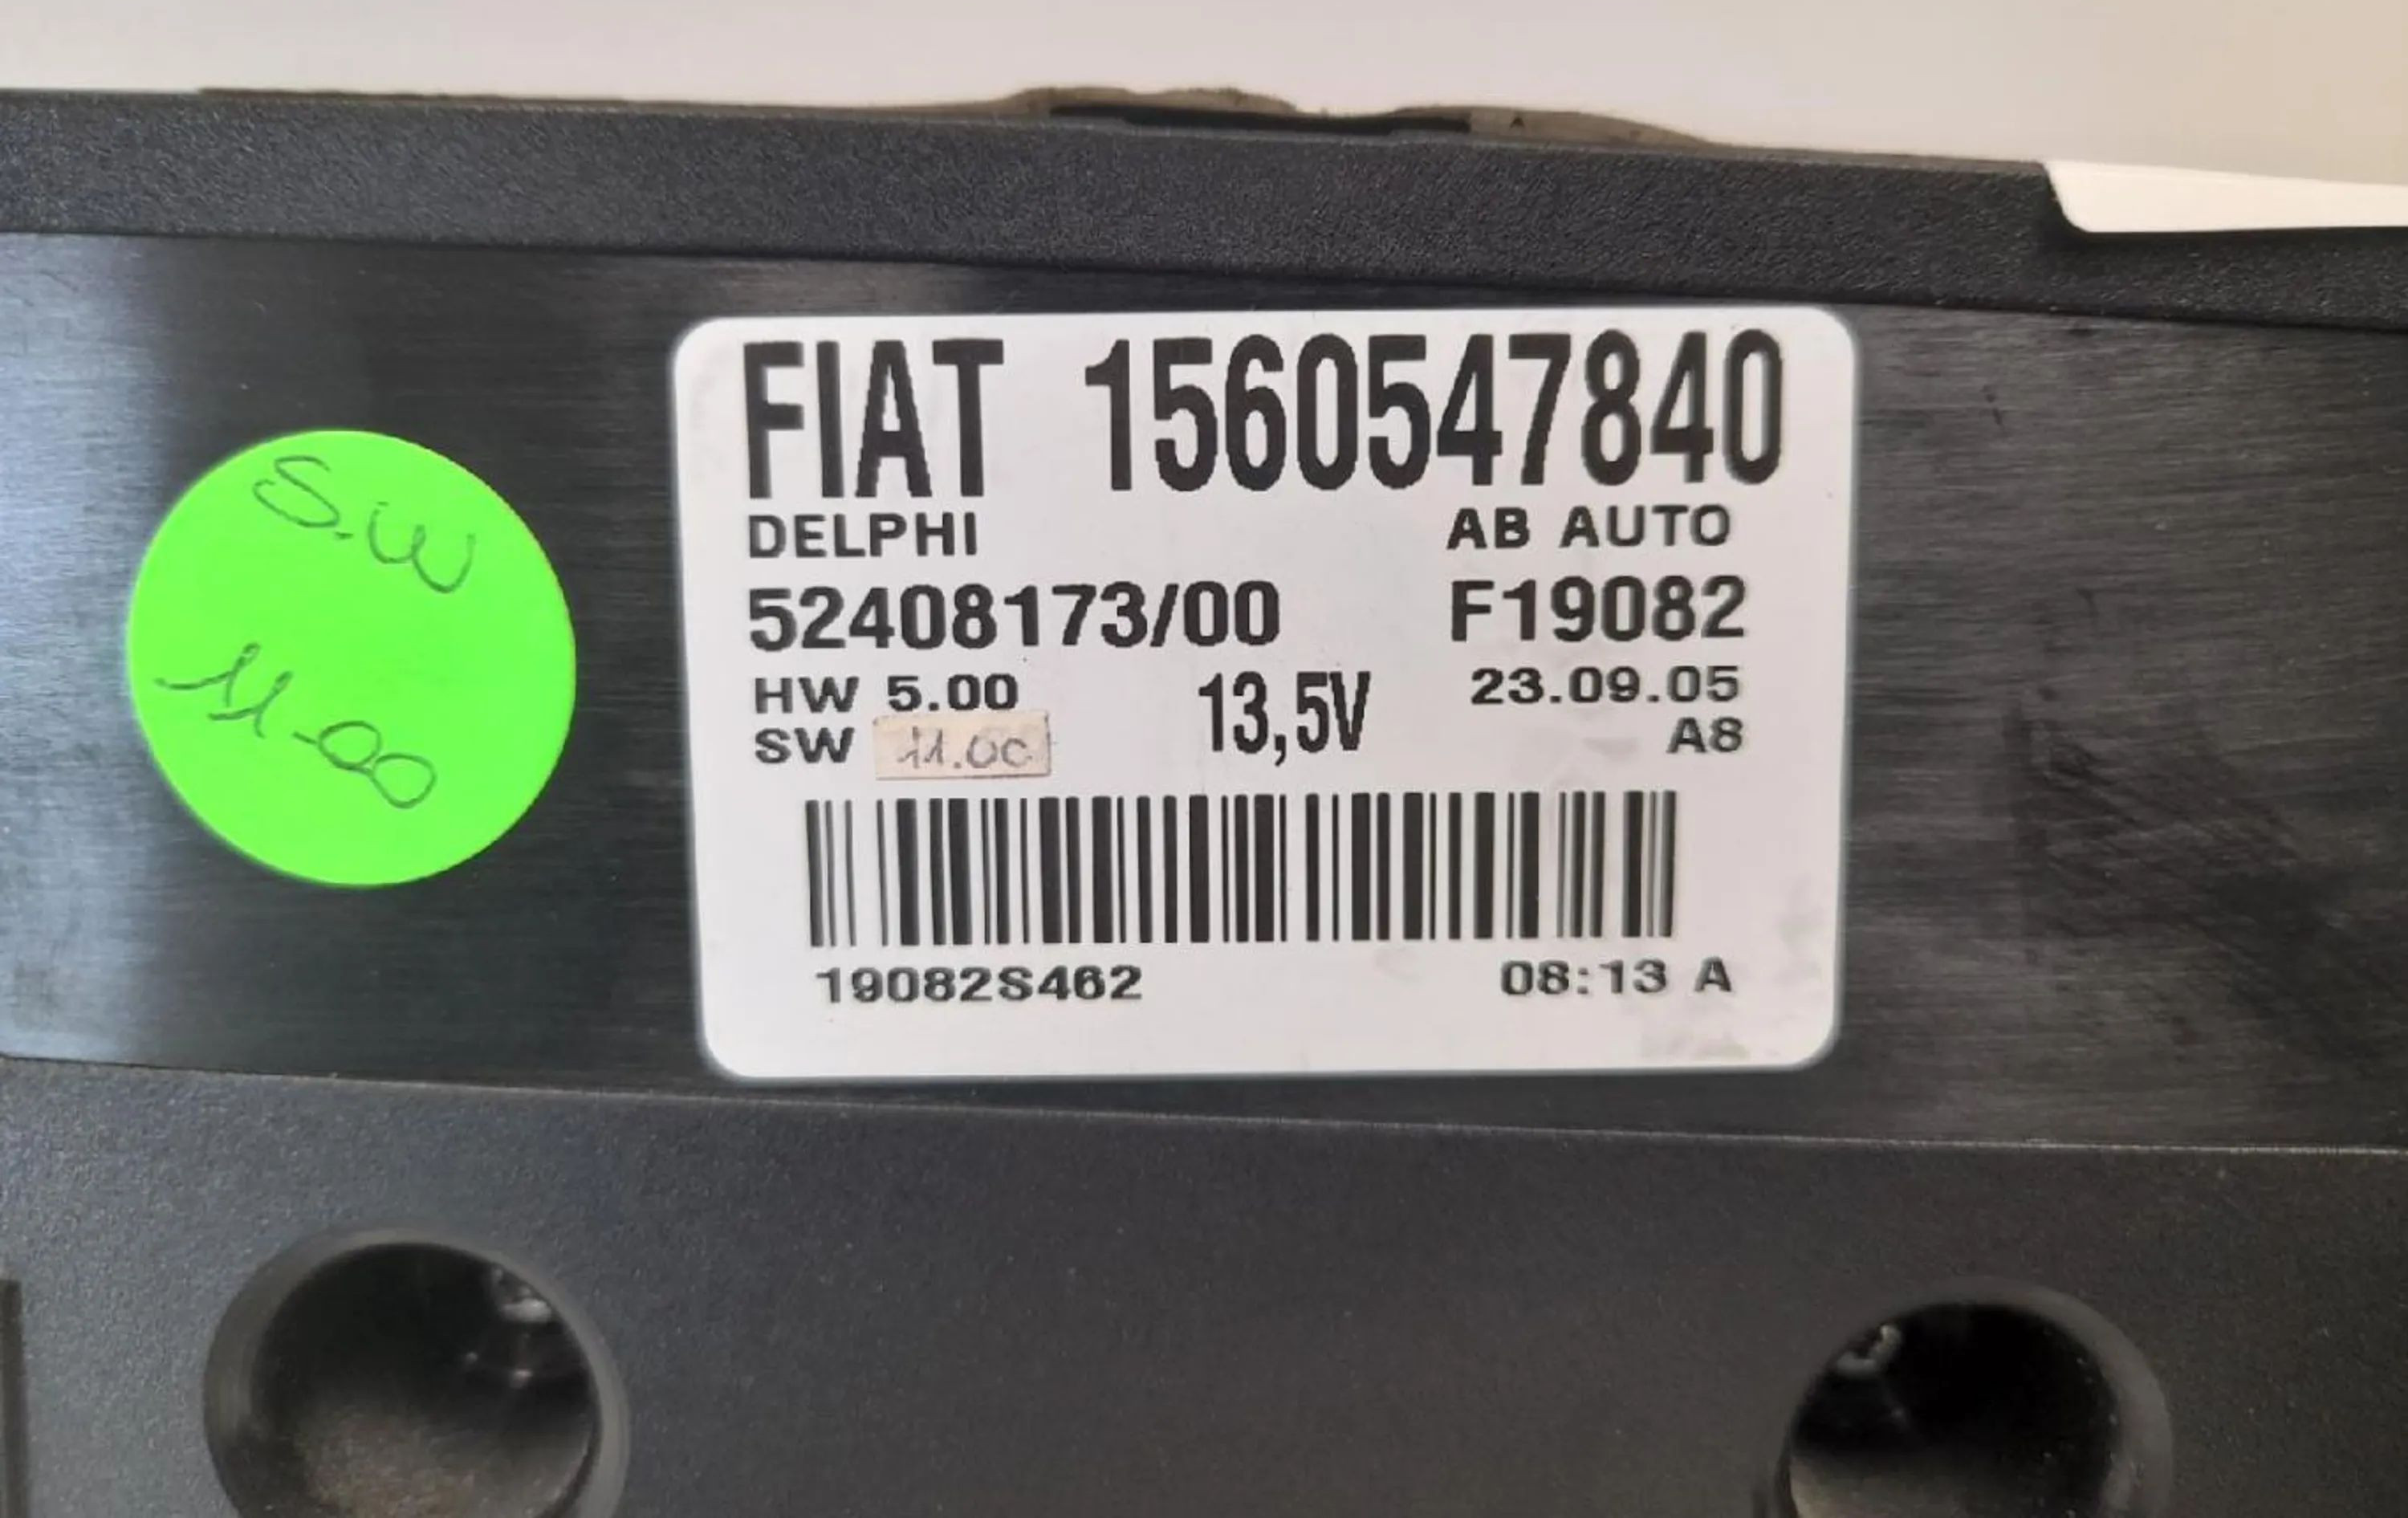 S.W
11.00
FIAT 1560547840
DELPHI AB AUTO
52408173/00 F19082
HW 5.00 13,5V 23.09.05
SW 11.00 A8
19082S462 08:13 A